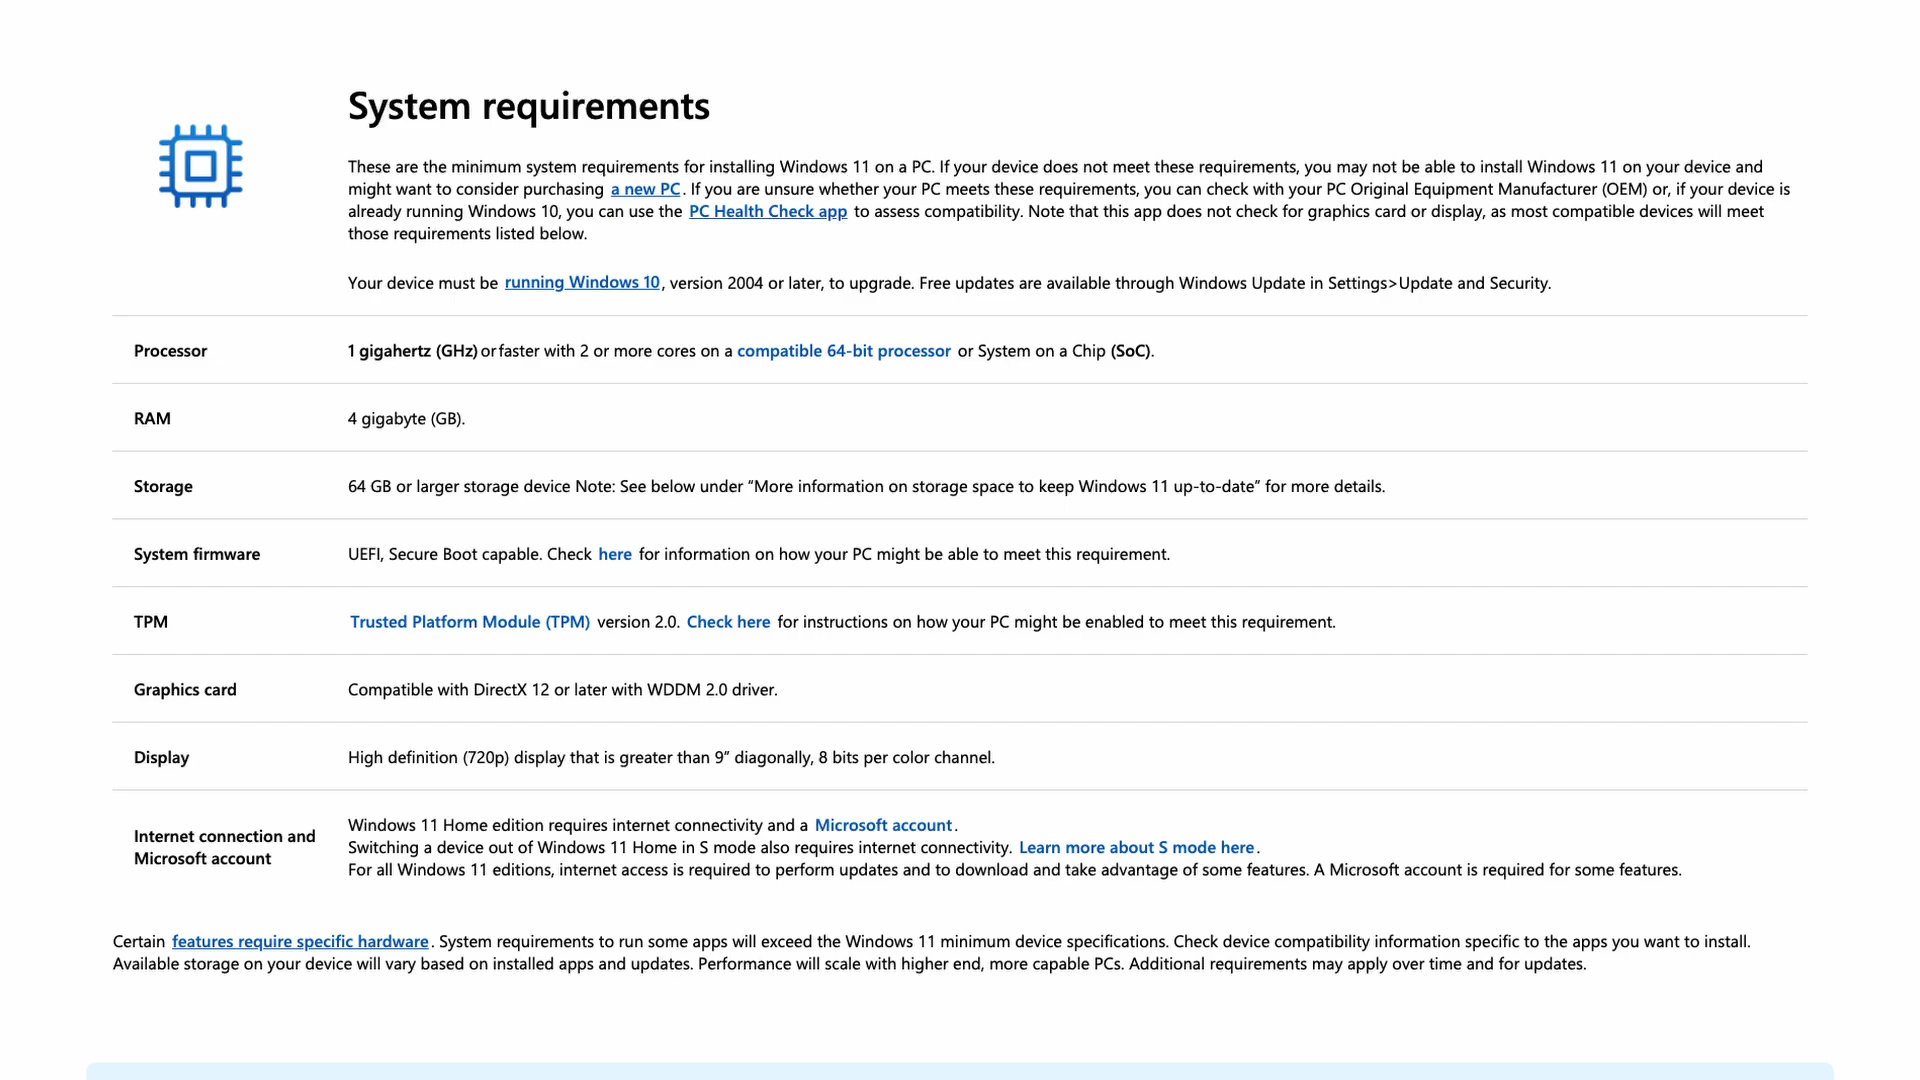 System requirements
These are the minimum system requirements for installing Windows 11 on a PC. If your device does not meet these requirements, you may not be able to install Windows 11 on your device and
might want to consider purchasing a new PC. If you are unsure whether your PC meets these requirements, you can check with your PC Original Equipment Manufacturer (OEM) or, if your device is
already running Windows 10, you can use the PC Health Check app to assess compatibility. Note that this app does not check for graphics card or display, as most compatible devices will meet
those requirements listed below.
Your device must be running Windows 10, version 2004 or later, to upgrade. Free updates are available through Windows Update in Settings>Update and Security.
Processor
1 gigahertz (GHz) or faster with 2 or more cores on a compatible 64-bit processor or System on a Chip (SoC).
RAM
4 gigabyte (GB).
Storage
64 GB or larger storage device Note: See below under “More information on storage space to keep Windows 11 up-to-date” for more details.
System firmware
UEFI, Secure Boot capable. Check here for information on how your PC might be able to meet this requirement.
TPM
Trusted Platform Module (TPM) version 2.0. Check here for instructions on how your PC might be enabled to meet this requirement.
Graphics card
Compatible with DirectX 12 or later with WDDM 2.0 driver.
Display
High definition (720p) display that is greater than 9” diagonally, 8 bits per color channel.
Internet connection and
Microsoft account
Windows 11 Home edition requires internet connectivity and a Microsoft account.
Switching a device out of Windows 11 Home in S mode also requires internet connectivity. Learn more about S mode here.
For all Windows 11 editions, internet access is required to perform updates and to download and take advantage of some features. A Microsoft account is required for some features.
Certain features require specific hardware. System requirements to run some apps will exceed the Windows 11 minimum device specifications. Check device compatibility information specific to the apps you want to install.
Available storage on your device will vary based on installed apps and updates. Performance will scale with higher end, more capable PCs. Additional requirements may apply over time and for updates.